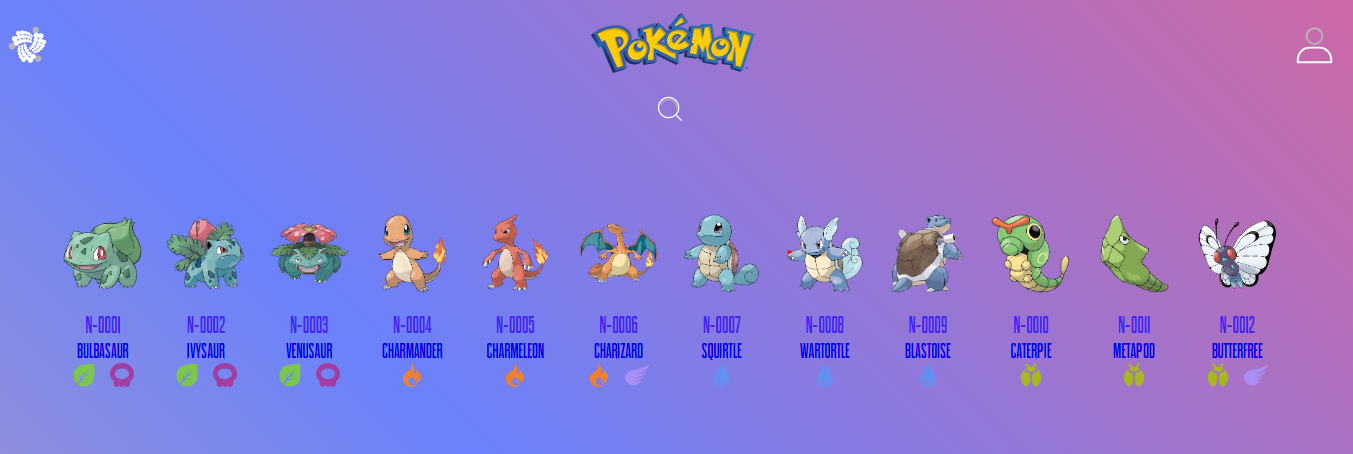 POKéMON
N-0001 N-0002 N-0003 N-0004 N-0005 N-0006 N-0007 N-0008 N-0009 N-0010 N-0011 N-0012
BULBASAUR IVYSAUR VENUSAUR CHARMANDER CHARMELEON CHARIZARD SQUIRTLE WARTORTLE BLASTOISE CATERPIE METAPOD BUTTERFREE